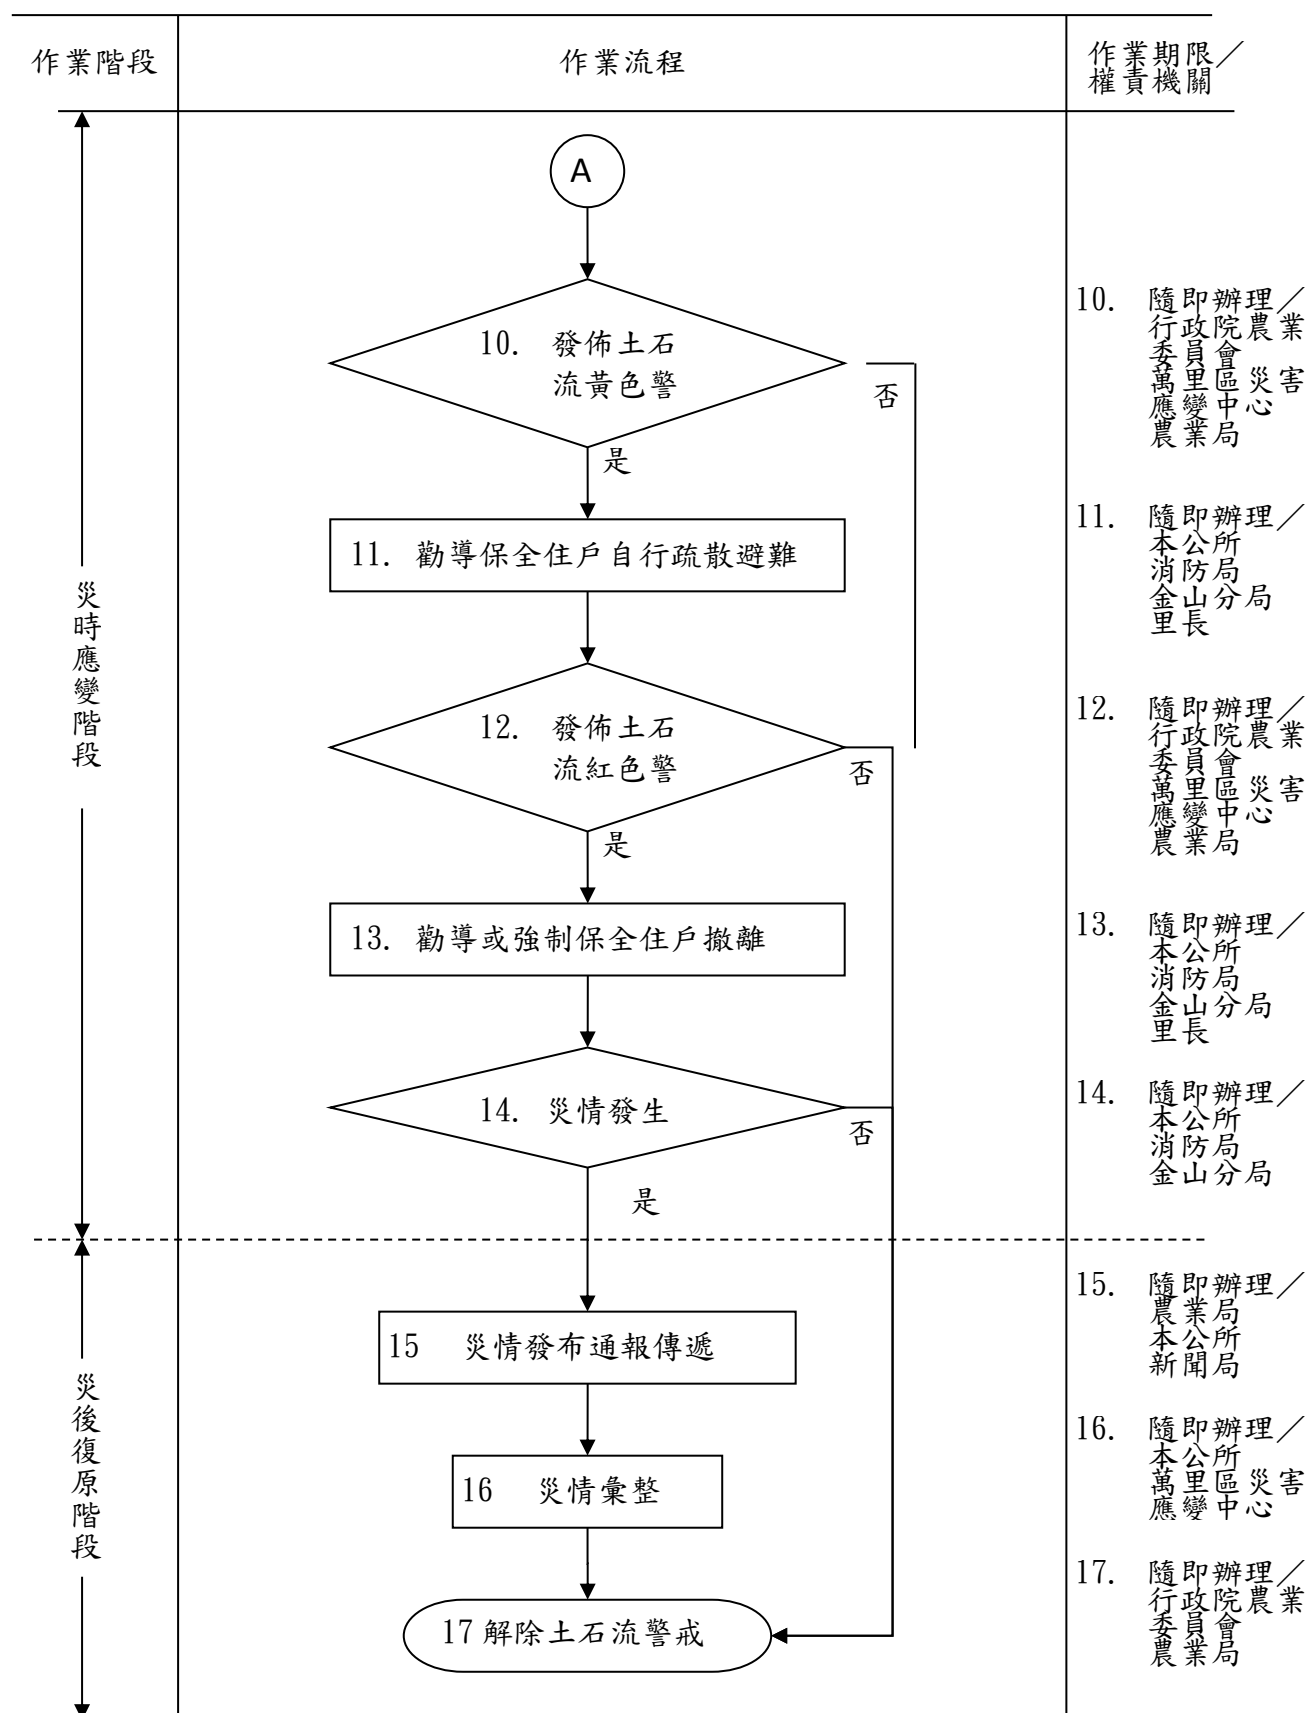 作業階段
作業流程
作業期限／
權責機關
A
10. 發佈土石
流黃色警
否
是
10. 隨即辦理／
行政院農業
委員會
萬里區災害
應變中心
農業局
11. 勸導保全住戶自行疏散避難
11. 隨即辦理／
本公所
消防局
金山分局
里長
災時應變階段
12. 發佈土石
流紅色警
否
是
12. 隨即辦理／
行政院農業
委員會
萬里區災害
應變中心
農業局
13. 勸導或強制保全住戶撤離
13. 隨即辦理／
本公所
消防局
金山分局
里長
14. 災情發生
否
是
14. 隨即辦理／
本公所
消防局
金山分局
災後復原階段
15 災情發布通報傳遞
15. 隨即辦理／
農業局
本公所
新聞局
16 災情彙整
16. 隨即辦理／
本公所
萬里區災害
應變中心
17 解除土石流警戒
17. 隨即辦理／
行政院農業
委員會
農業局